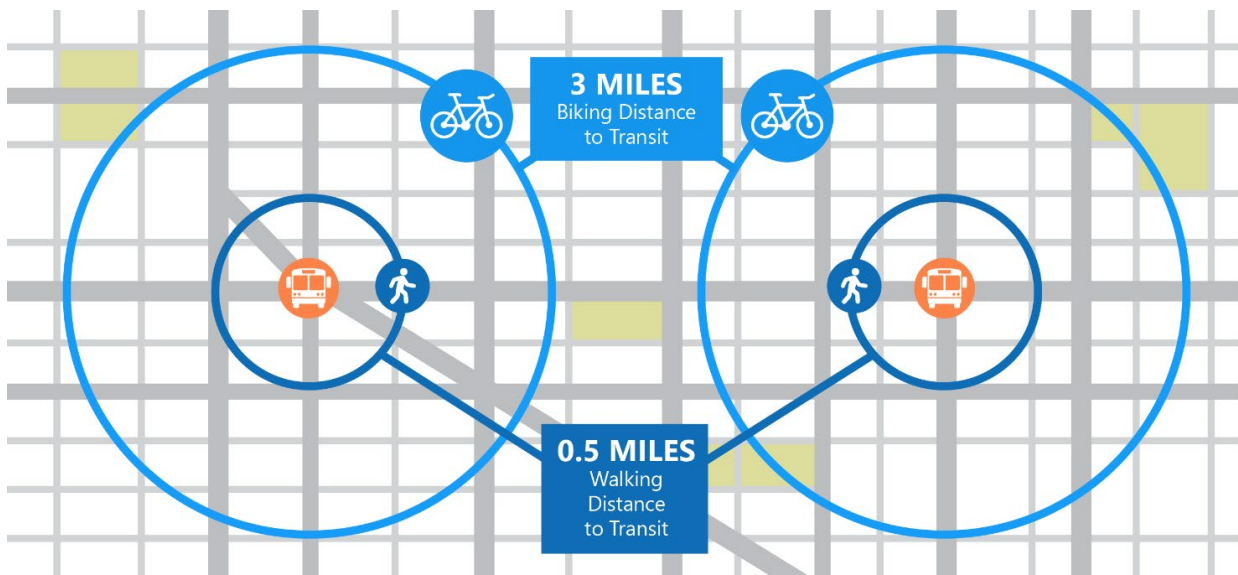 3 MILES
Biking Distance
to Transit
0.5 MILES
Walking
Distance
to Transit